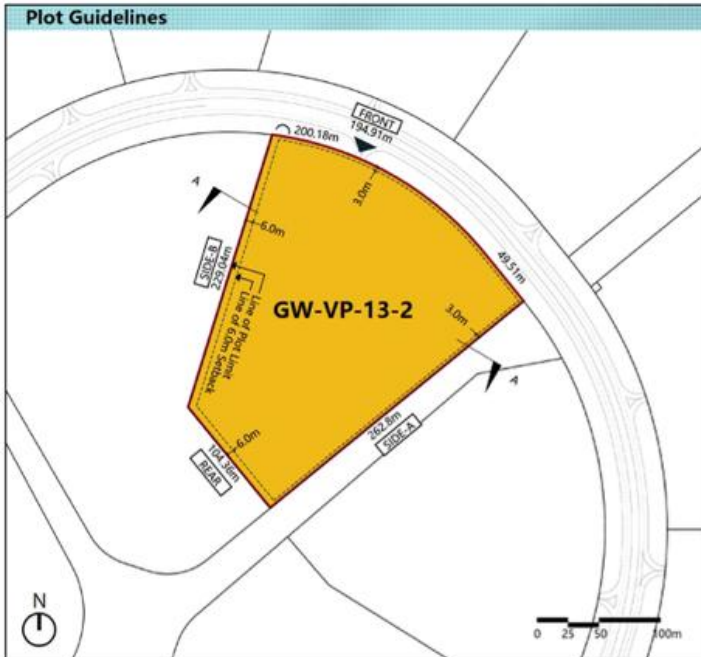 Plot Guidelines
FRONT
194.91m
200.18m
3.0m
A
6.0m
SIDE-B
229.04m
49.51m
Line of Plot Limit
Line of 6.0m Setback
GW-VP-13-2
3.0m
A
262.8m
SIDE-A
6.0m
104.36m
REAR
N
0 25 50 100m